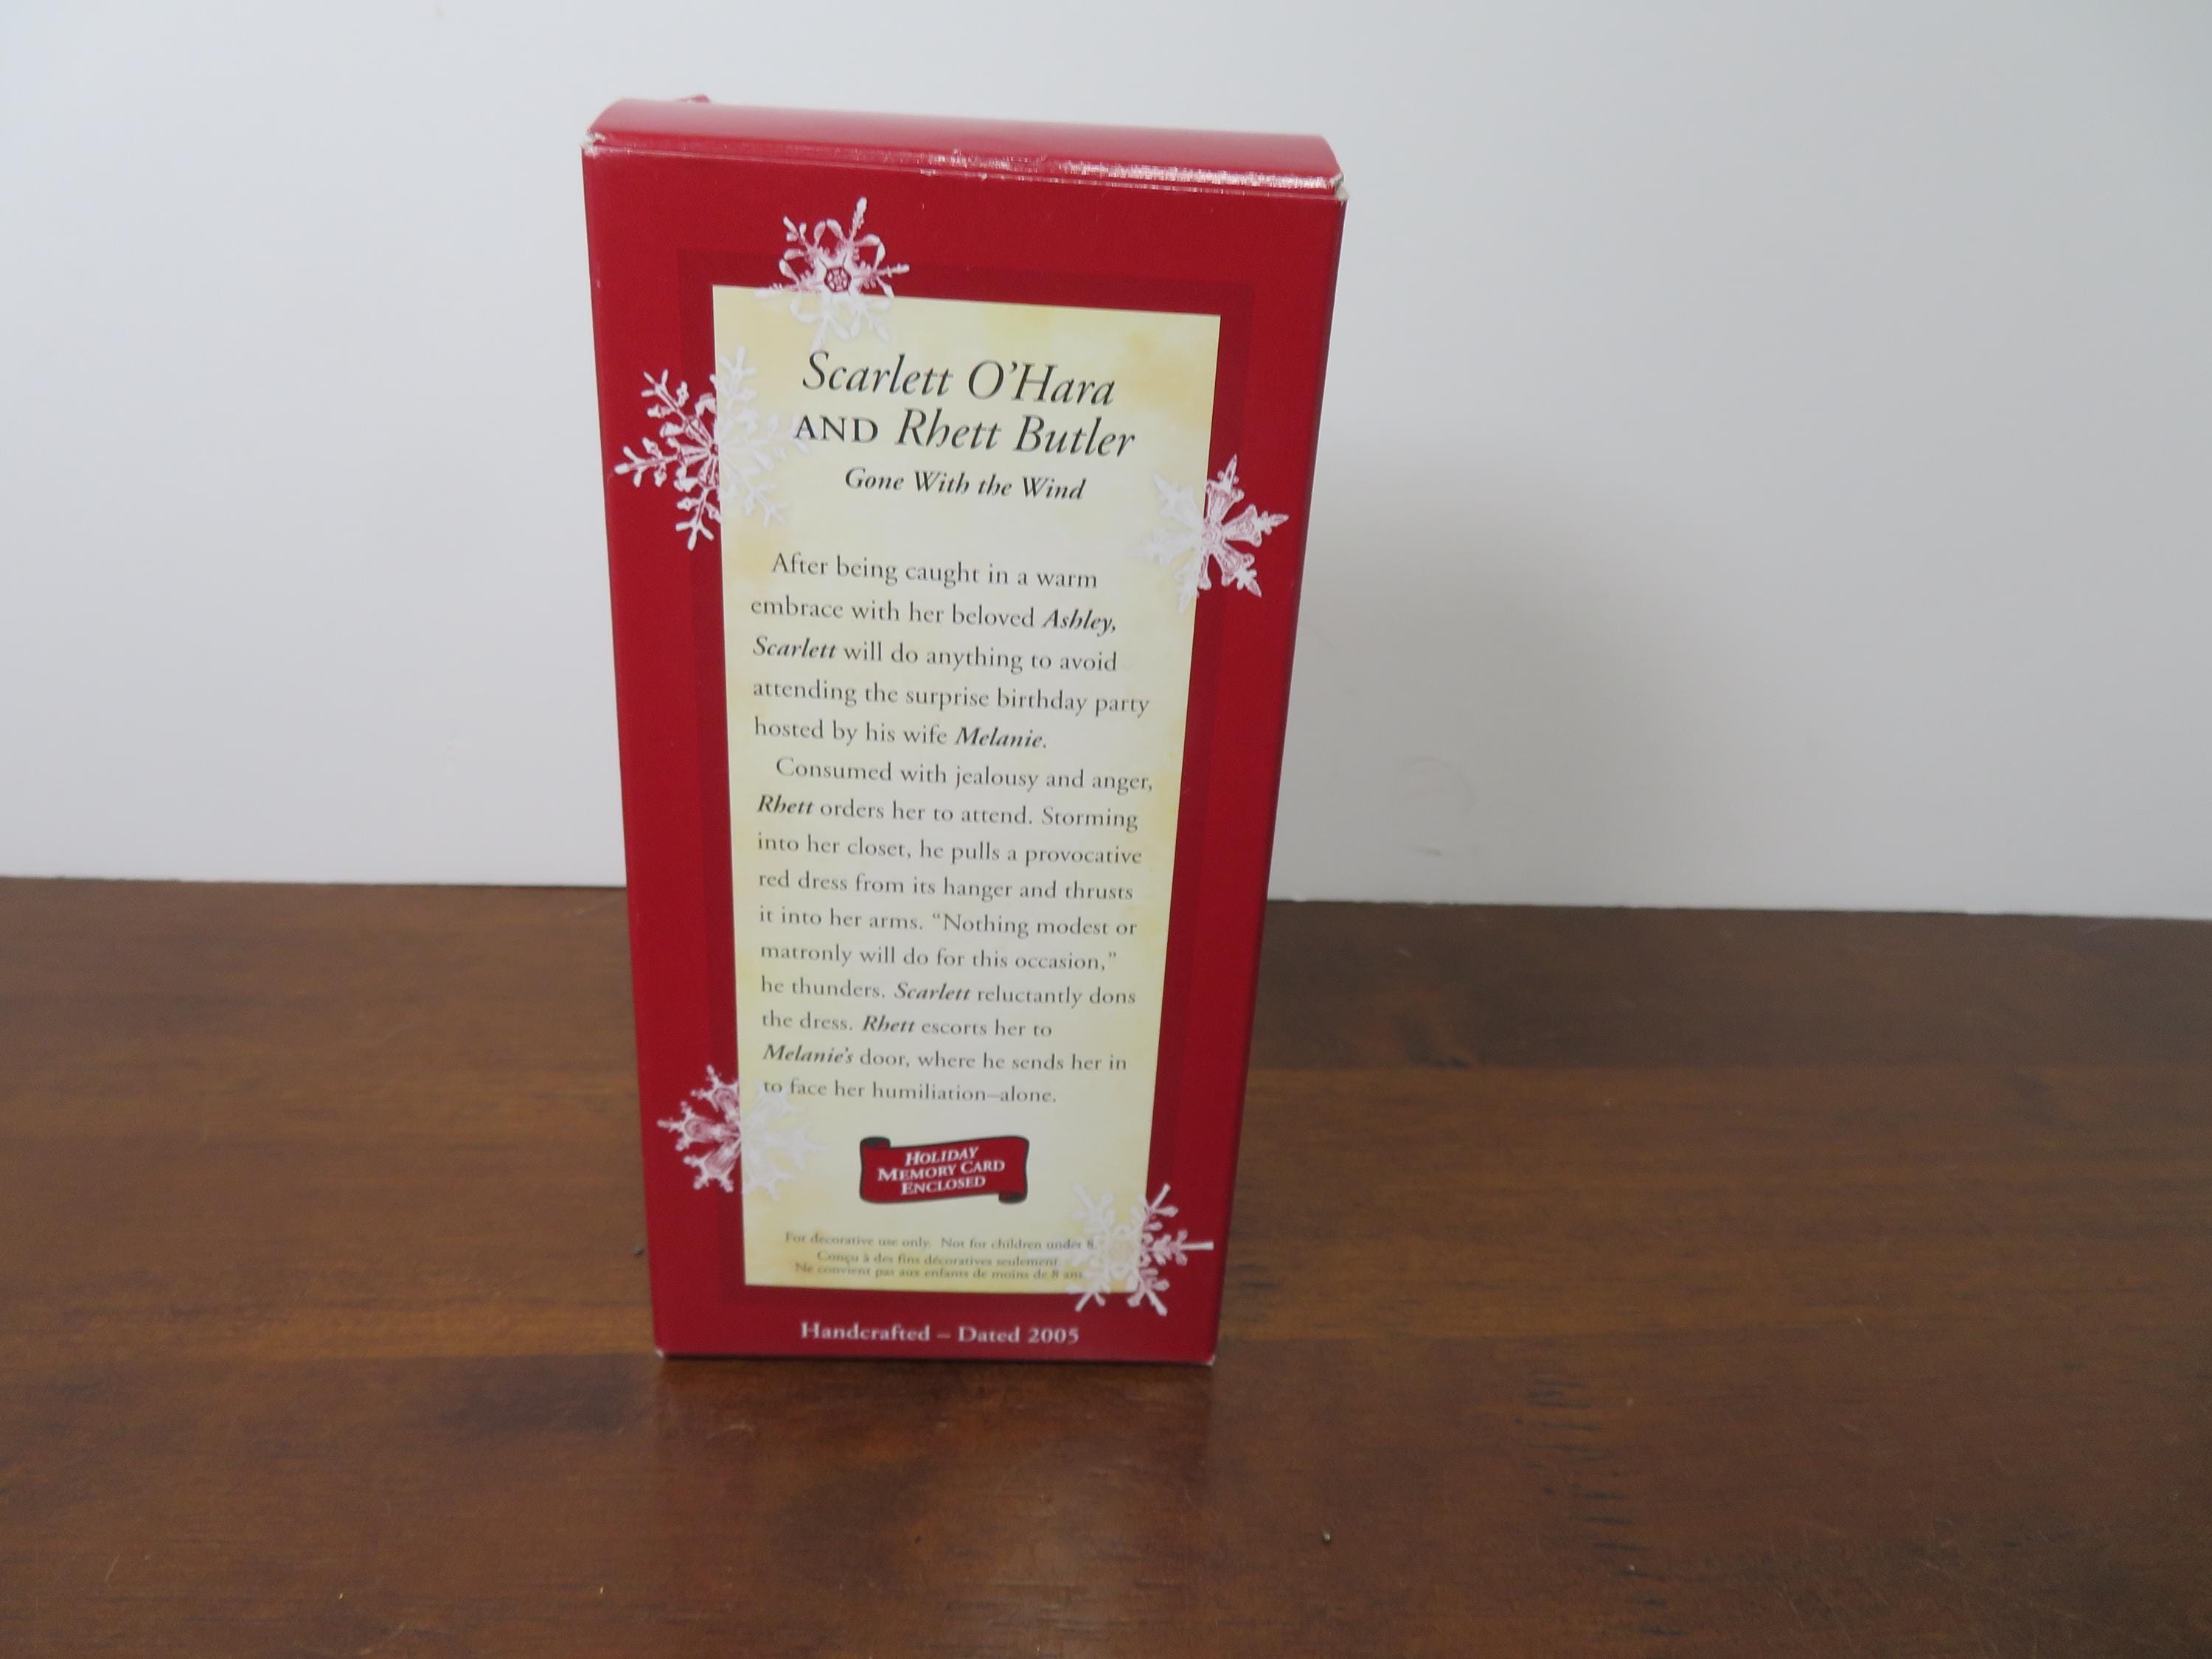 Scarlett O'Hara
AND Rhett Butler
Gone With the Wind
After being caught in a warm
embrace with her beloved Ashley,
Scarlett will do anything to avoid
attending the surprise birthday party
hosted by his wife Melanie.
Consumed with jealousy and anger,
Rhett orders her to attend. Storming
into her closet, he pulls a provocative
red dress from its hanger and thrusts
it into her arms. “Nothing modest or
matronly will do for this occasion,”
he thunders. Scarlett reluctantly dons
the dress. Rhett escorts her to
Melanie's door, where he sends her in
to face her humiliation–alone.
HOLIDAY
MEMORY CARD
ENCLOSED
For decorative use only. Not for children under 8.
Conçu à des fins décoratives seulement.
Ne convient pas aux enfants de moins de 8 ans.
Handcrafted – Dated 2005